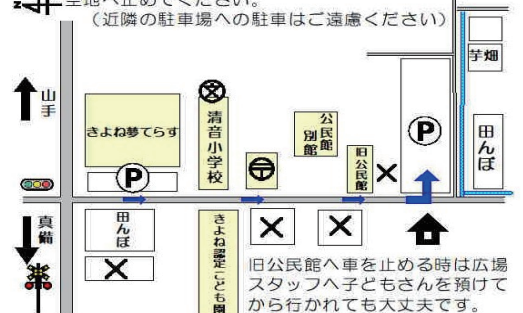 空地へ止めてください。
（近隣の駐車場への駐車はご遠慮ください）
N
山手
きよね夢てらす
清音小学校
公民館
別館
旧公民館
P
芋畑
田んぼ
P
真備
田んぼ
きよね認定こども園
旧公民館へ車を止める時は広場
スタッフへ子どもさんを預けて
から行かれても大丈夫です。